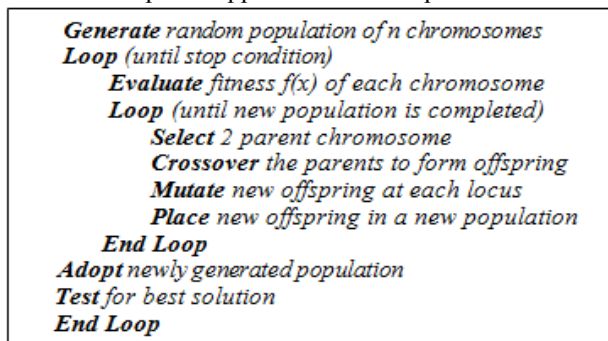 Generate random population of n chromosomes
Loop (until stop condition)
Evaluate fitness f(x) of each chromosome
Loop (until new population is completed)
Select 2 parent chromosome
Crossover the parents to form offspring
Mutate new offspring at each locus
Place new offspring in a new population
End Loop
Adopt newly generated population
Test for best solution
End Loop